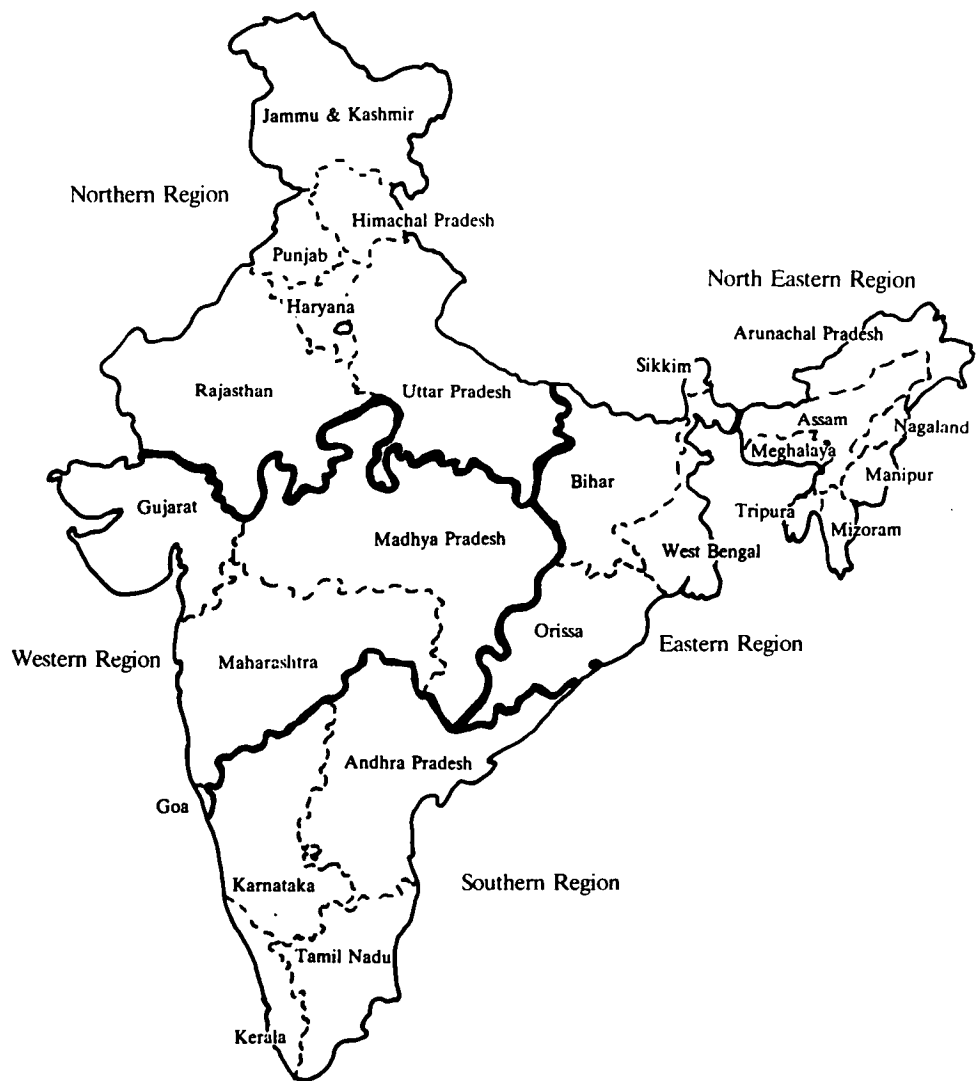 Jammu & Kashmir
Northern Region
Himachal Pradesh
Punjab
North Eastern Region
Haryana
Arunachal Pradesh
Sikkim
Rajasthan
Uttar Pradesh
Assam
Nagaland
Meghalaya
Manipur
Bihar
Gujarat
Tripura
Mizoram
Madhya Pradesh
West Bengal
Orissa
Eastern Region
Western Region
Maharashtra
Andhra Pradesh
Goa
Karnataka
Southern Region
Tamil Nadu
Kerala